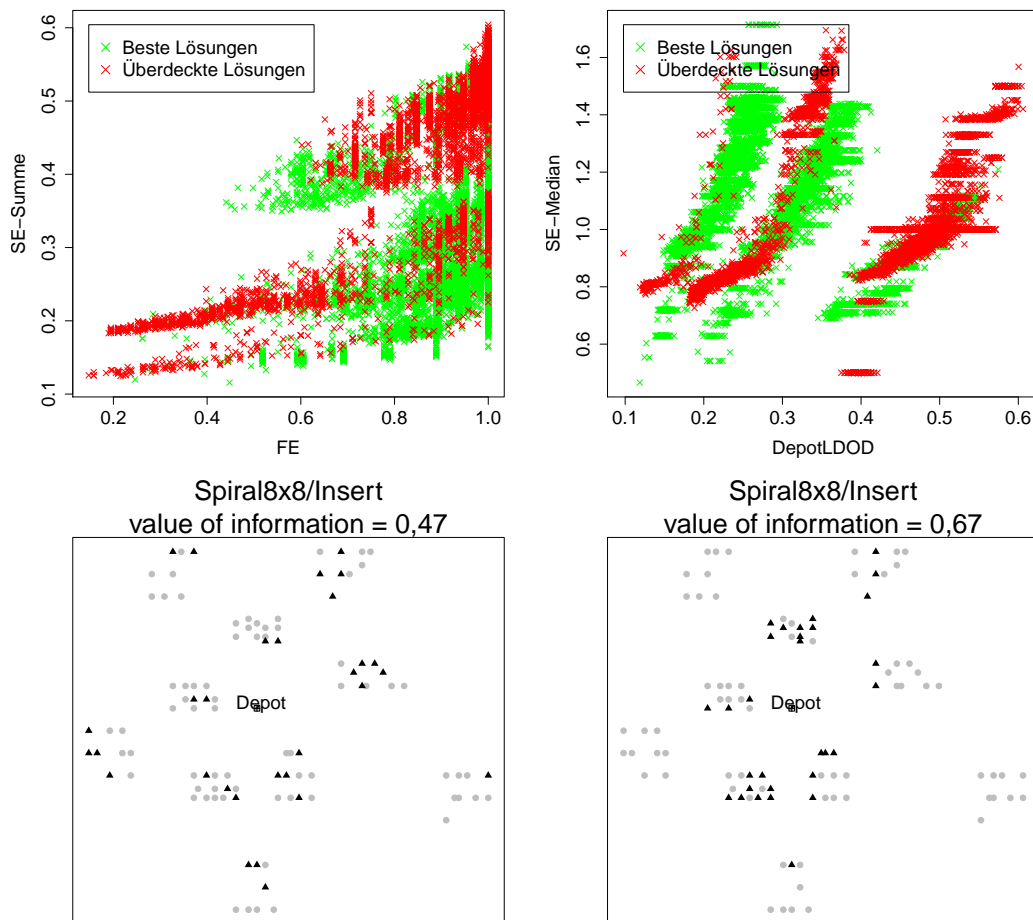 Beste Lösungen
Überdeckte Lösungen
SE−Summe
0.6
0.5
0.4
0.3
0.2
0.1
0.2 0.4 0.6 0.8 1.0
FE
Beste Lösungen
Überdeckte Lösungen
SE−Median
1.6
1.4
1.2
1.0
0.8
0.6
0.1 0.2 0.3 0.4 0.5 0.6
DepotLDOD
Spiral8x8/Insert
value of information = 0,47
Depot
Spiral8x8/Insert
value of information = 0,67
Depot